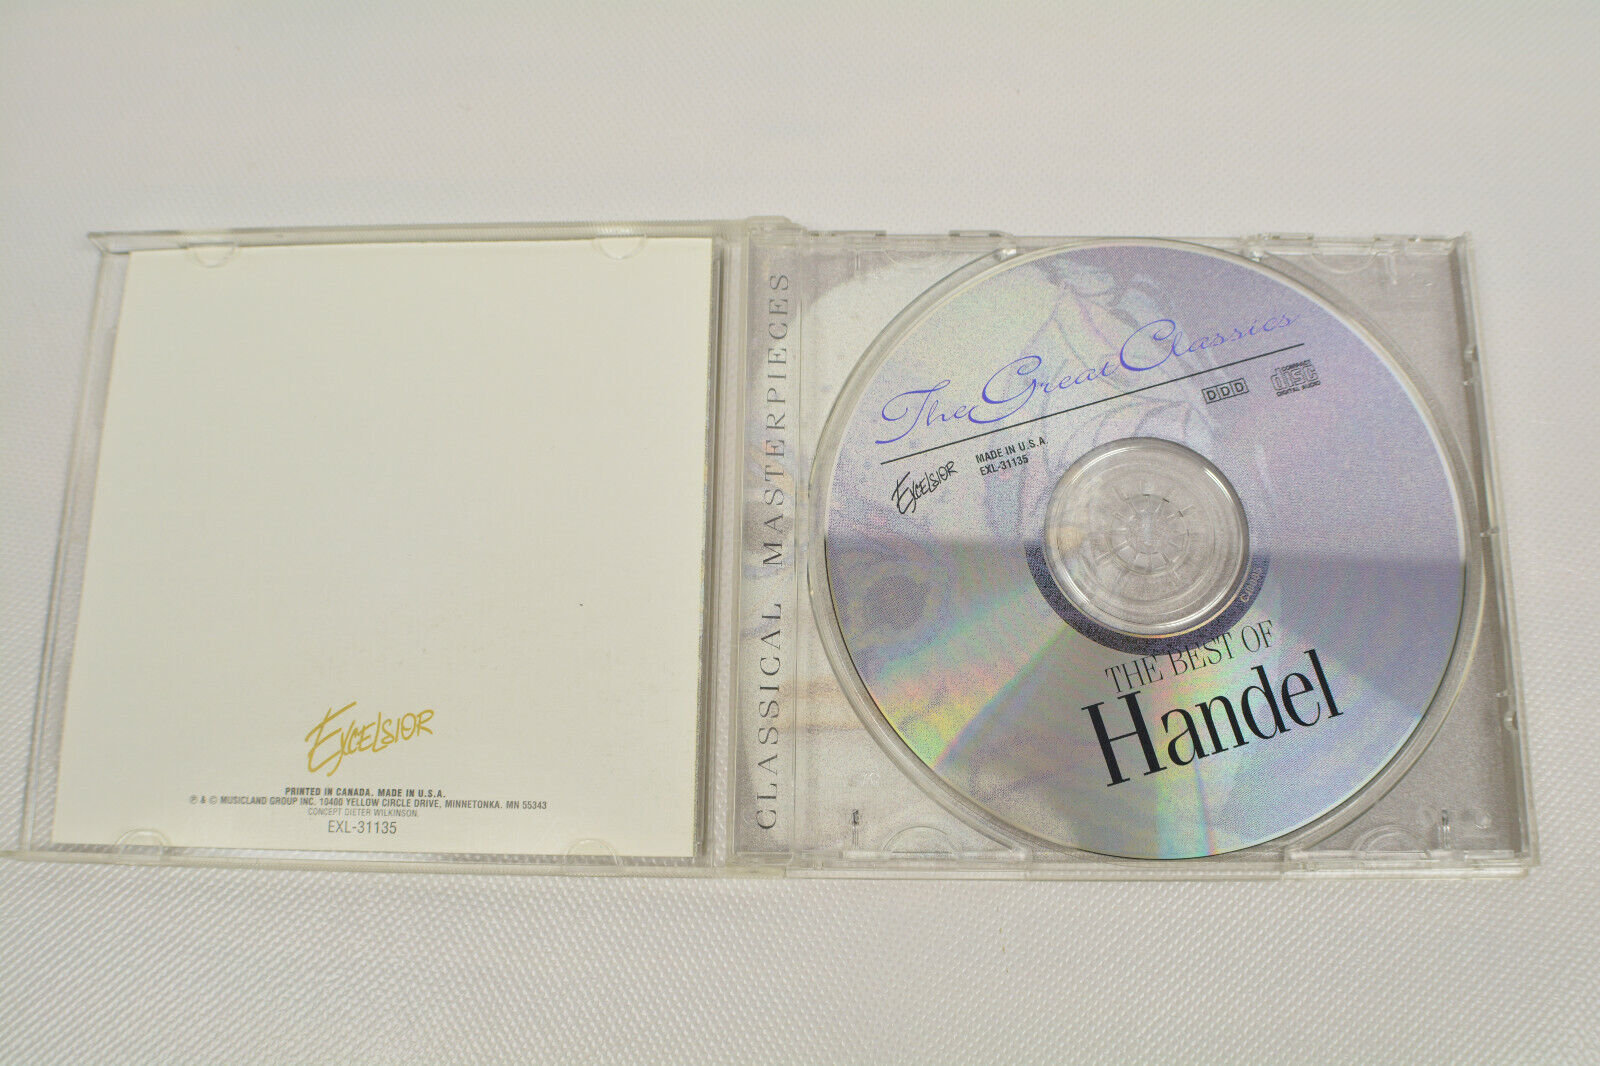 EXCELSIOR
PRINTED IN CANADA. MADE IN U.S.A.
℗ & © MUSICLAND GROUP INC. 10400 YELLOW CIRCLE DRIVE, MINNETONKA. MN 55343
CONCEPT DIETER WILKINSON.
EXL-31135
CLASSICAL MASTERPIECES
The Great Classics
DDD
COMPACT
disc
DIGITAL AUDIO
EXCELSIOR
MADE IN U.S.A.
EXL-31135
THE BEST OF
Handel